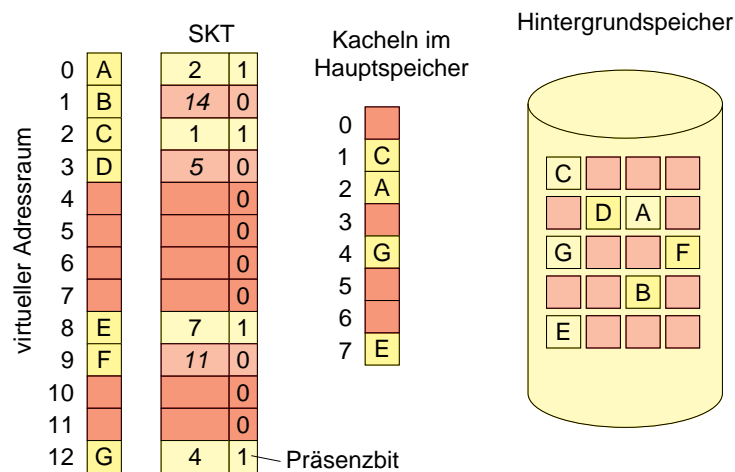 SKT
Kacheln im
Hauptspeicher
Hintergrundspeicher
virtueller Adressraum
0 A 2 1
1 B 14 0
2 C 1 1
3 D 5 0
4 0
5 0
6 0
7 0
8 E 7 1
9 F 11 0
10 0
11 0
12 G 4 1
Präsenzbit
0
1 C
2 A
3
4 G
5
6
7 E
C
D A
G F
B
E